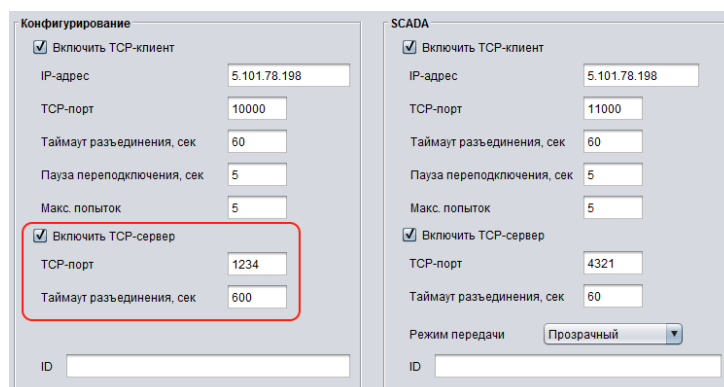 Конфигурирование
Включить TCP-клиент
IP-адрес 5.101.78.198
TCP-порт 10000
Таймаут разъединения, сек 60
Пауза переподключения, сек 5
Макс. попыток 5
Включить TCP-сервер
TCP-порт 1234
Таймаут разъединения, сек 600
ID
SCADA
Включить TCP-клиент
IP-адрес 5.101.78.198
TCP-порт 11000
Таймаут разъединения, сек 60
Пауза переподключения, сек 5
Макс. попыток 5
Включить TCP-сервер
TCP-порт 4321
Таймаут разъединения, сек 60
Режим передачи Прозрачный
ID